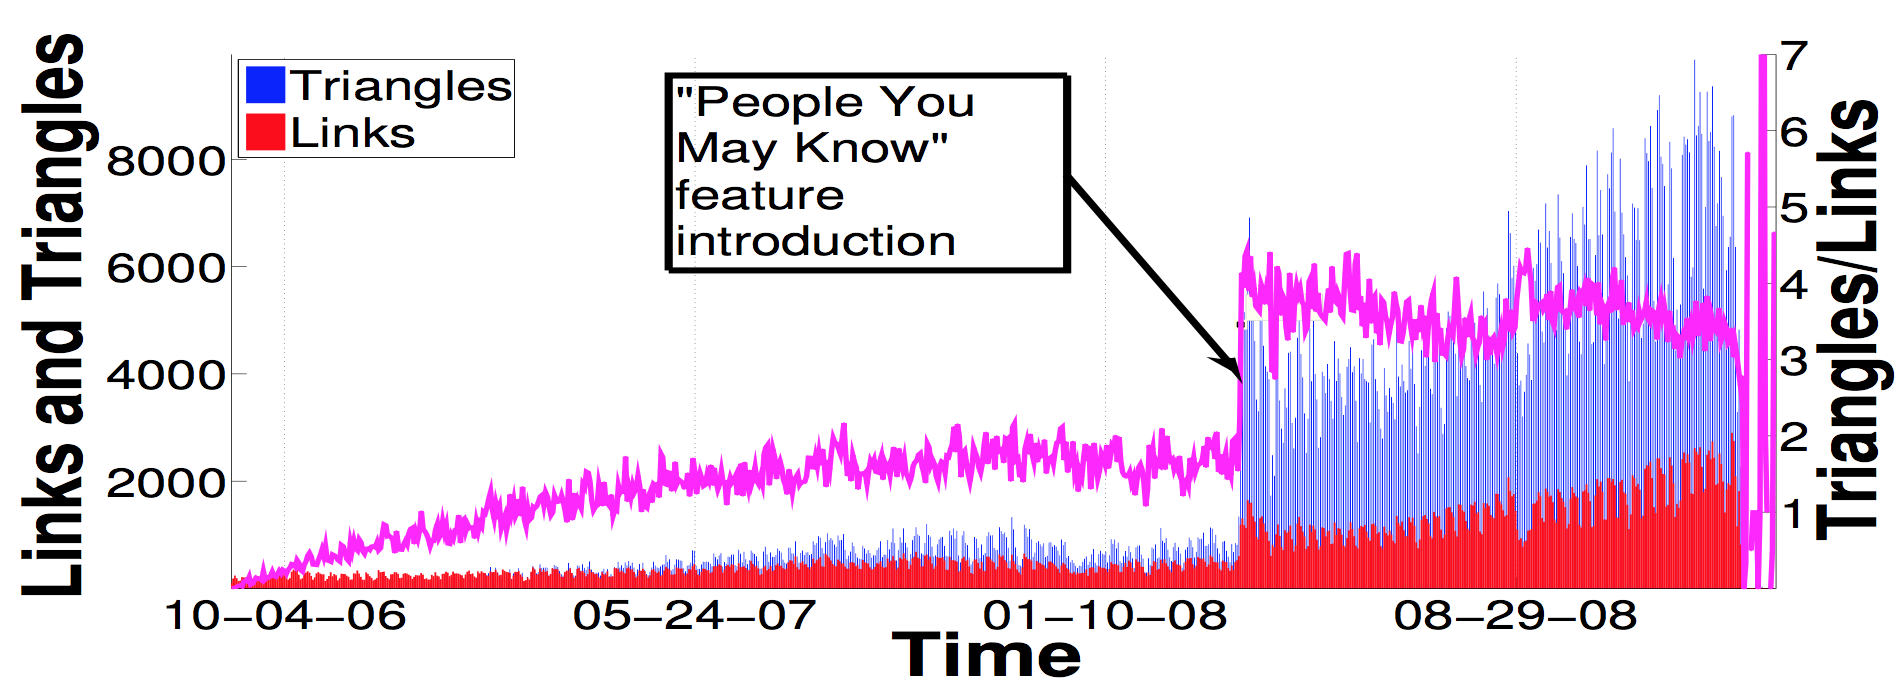 Links and Triangles
8000
6000
4000
2000
Triangles
Links
"People You
May Know"
feature
introduction
7
6
5
4
3
2
1
Triangles/Links
10-04-06
05-24-07
01-10-08
08-29-08
Time